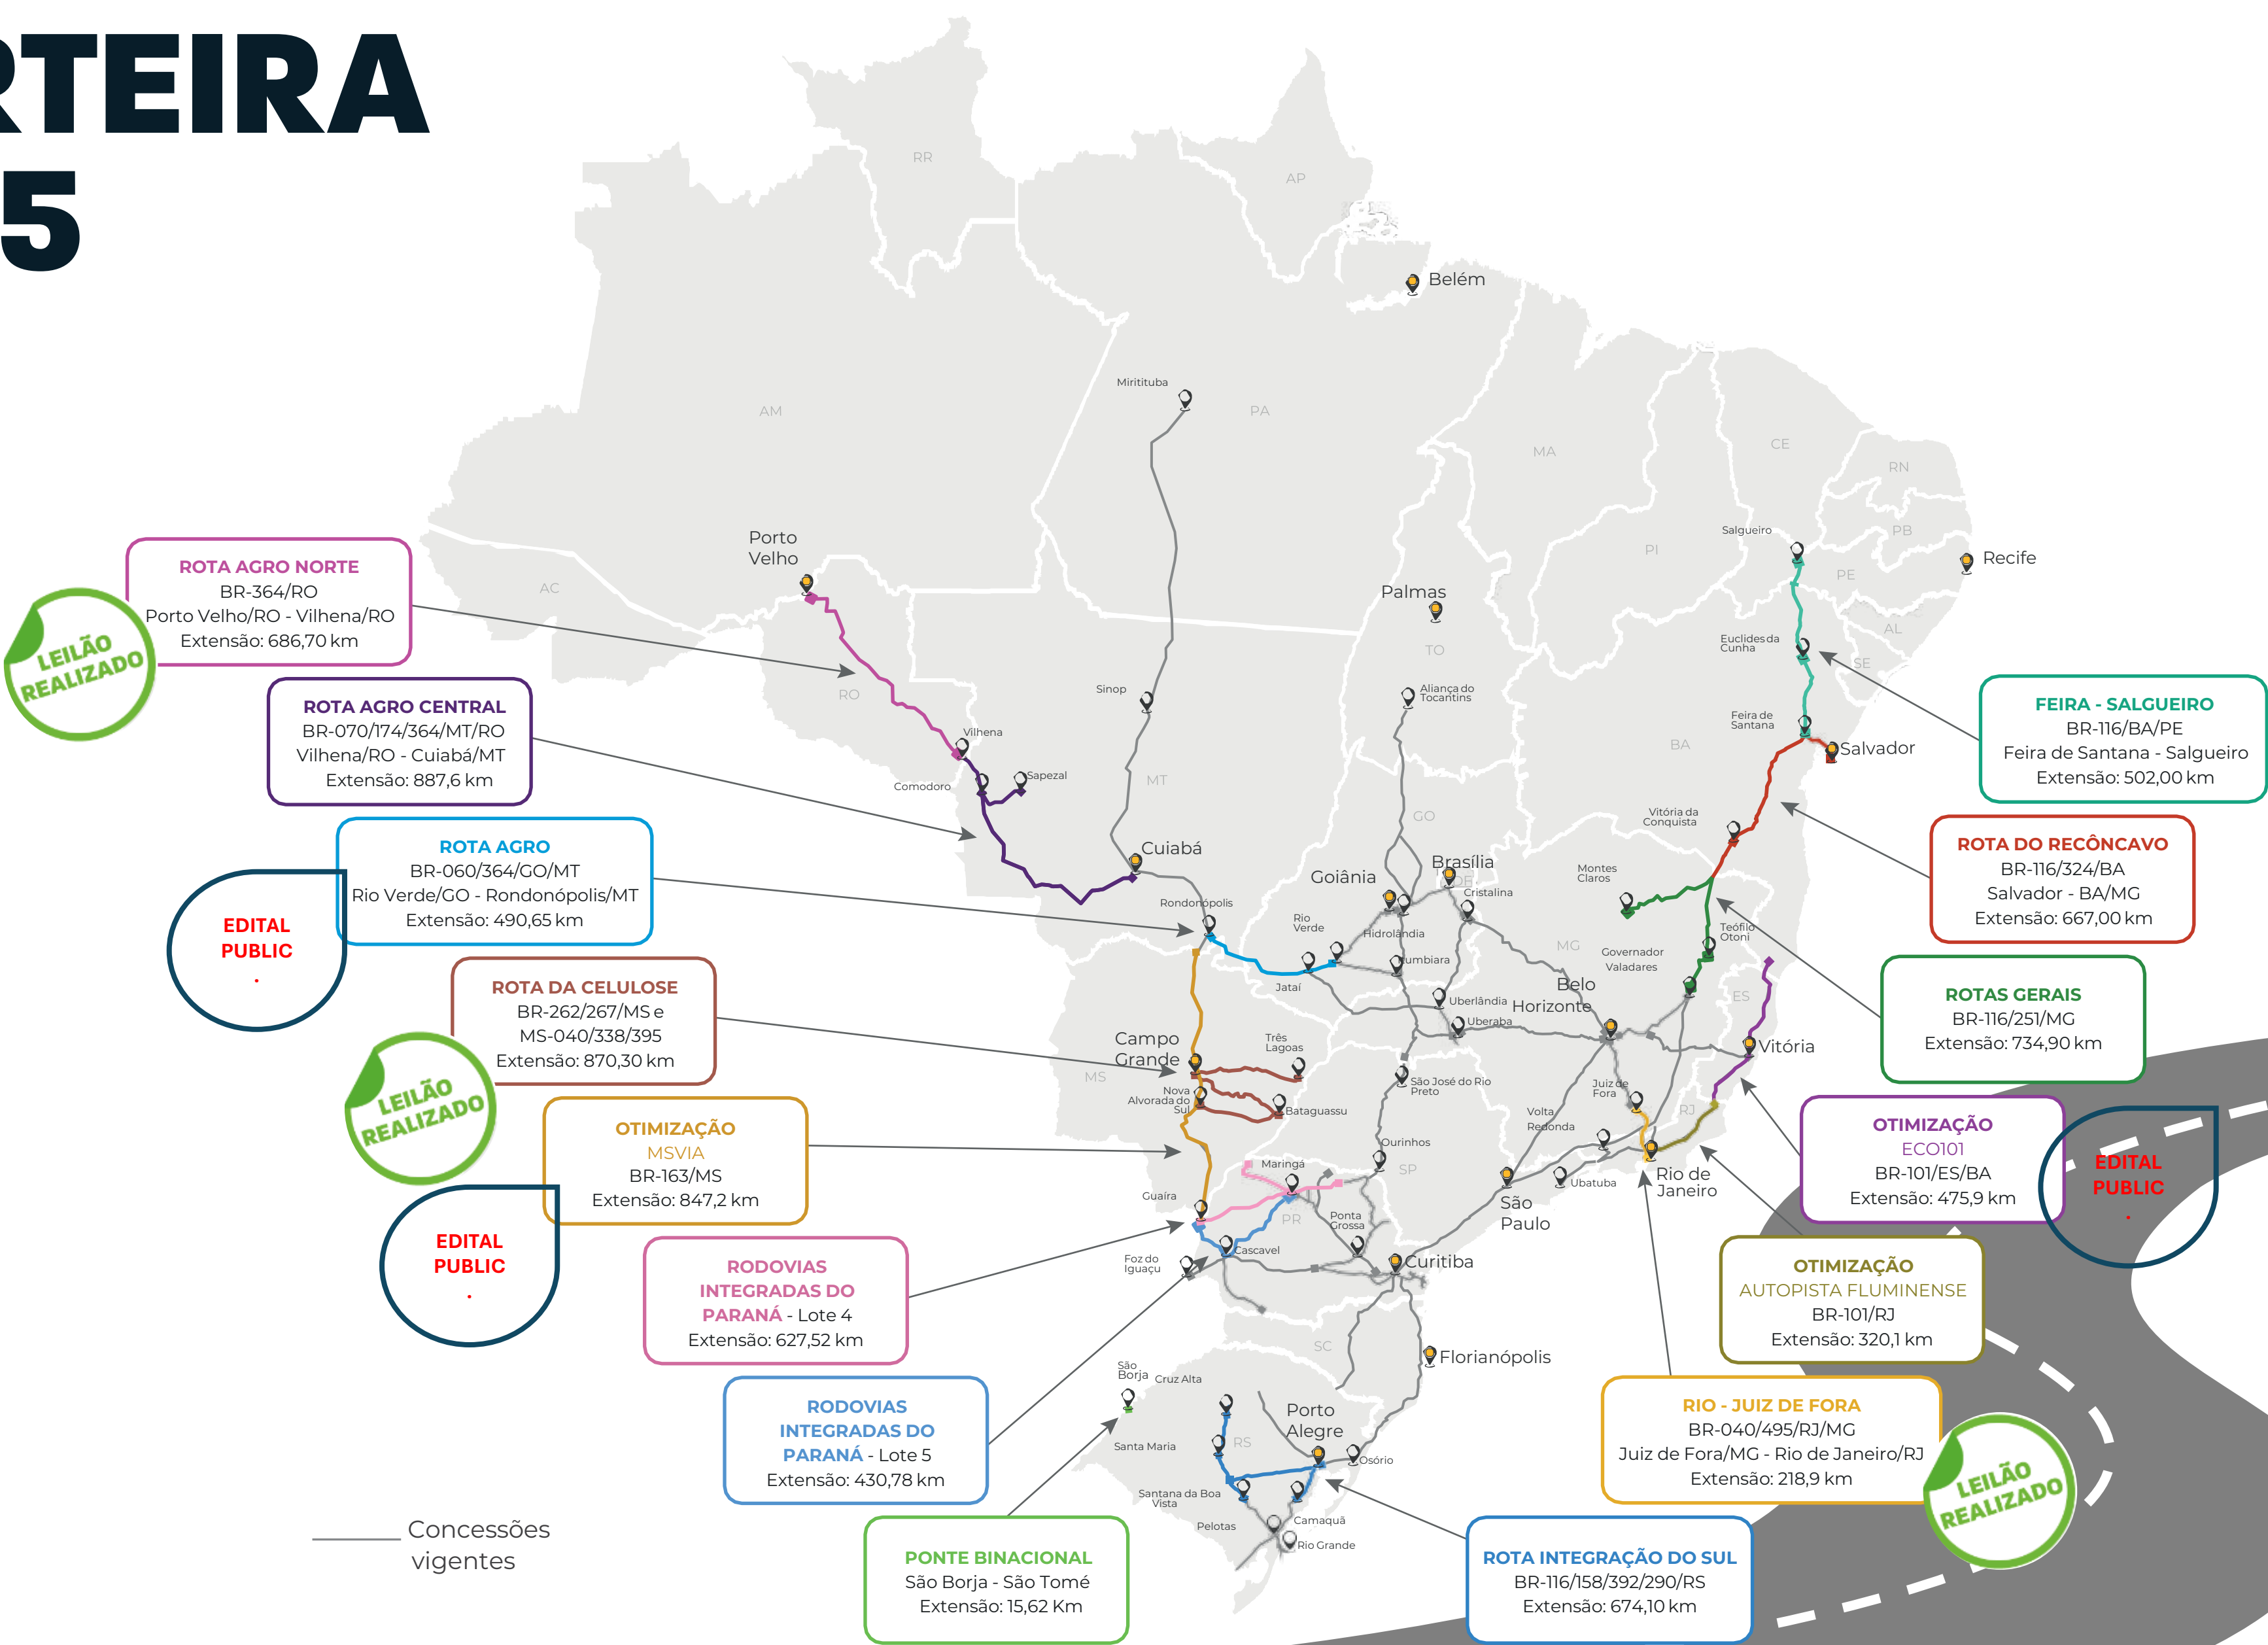 RTEIRA
5
RR
AP
Belém
Miritituba
AM
PA
MA
CE
RN
PB
PI
PE
AL
SE
Salgueiro
Recife
Porto
Velho
AC
Palmas
TO
Euclides da
Cunha
RO
Sinop
Aliança do
Tocantins
Feira de
Santana
Salvador
BA
Vilhena
Comodoro
Sapezal
MT
GO
Vitória da
Conquista
Cuiabá
Brasília
DF
Goiânia
Cristalina
Montes
Claros
Rondonópolis
Rio
Verde
Hidrolândia
Teófilo
Otoni
MG
Governador
Valadares
Itumbiara
Jataí
Belo
Horizonte
ES
Uberlândia
Uberaba
Vitória
Campo
Grande
Três
Lagoas
MS
Nova
Alvorada do
Sul
Bataguassu
São José do Rio
Preto
Juiz de
Fora
RJ
Volta
Redonda
Ourinhos
SP
Maringá
Ubatuba
Rio de
Janeiro
Guaíra
São
Paulo
PR
Ponta
Grossa
Cascavel
Foz do
Iguaçu
Curitiba
SC
Florianópolis
São
Borja
Cruz Alta
Porto
Alegre
RS
Santa Maria
Osório
Santana da Boa
Vista
Camaquã
Pelotas
Rio Grande
ROTA AGRO NORTE
BR-364/RO
Porto Velho/RO - Vilhena/RO
Extensão: 686,70 km
LEILÃO
REALIZADO
ROTA AGRO CENTRAL
BR-070/174/364/MT/RO
Vilhena/RO - Cuiabá/MT
Extensão: 887,6 km
ROTA AGRO
BR-060/364/GO/MT
Rio Verde/GO - Rondonópolis/MT
Extensão: 490,65 km
EDITAL
PUBLIC
.
ROTA DA CELULOSE
BR-262/267/MS e
MS-040/338/395
Extensão: 870,30 km
LEILÃO
REALIZADO
OTIMIZAÇÃO
MSVIA
BR-163/MS
Extensão: 847,2 km
EDITAL
PUBLIC
.
RODOVIAS
INTEGRADAS DO
PARANÁ - Lote 4
Extensão: 627,52 km
RODOVIAS
INTEGRADAS DO
PARANÁ - Lote 5
Extensão: 430,78 km
PONTE BINACIONAL
São Borja - São Tomé
Extensão: 15,62 Km
Concessões
vigentes
FEIRA - SALGUEIRO
BR-116/BA/PE
Feira de Santana - Salgueiro
Extensão: 502,00 km
ROTA DO RECÔNCAVO
BR-116/324/BA
Salvador - BA/MG
Extensão: 667,00 km
ROTAS GERAIS
BR-116/251/MG
Extensão: 734,90 km
OTIMIZAÇÃO
ECO101
BR-101/ES/BA
Extensão: 475,9 km
EDITAL
PUBLIC
.
OTIMIZAÇÃO
AUTOPISTA FLUMINENSE
BR-101/RJ
Extensão: 320,1 km
RIO - JUIZ DE FORA
BR-040/495/RJ/MG
Juiz de Fora/MG - Rio de Janeiro/RJ
Extensão: 218,9 km
LEILÃO
REALIZADO
ROTA INTEGRAÇÃO DO SUL
BR-116/158/392/290/RS
Extensão: 674,10 km